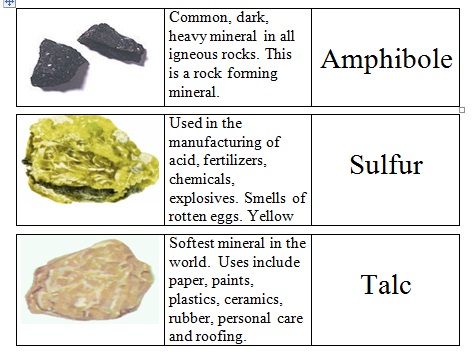 Common, dark,
heavy mineral in all
igneous rocks. This
is a rock forming
mineral.
Amphibole
Used in the
manufacturing of
acid, fertilizers,
chemicals,
explosives. Smells of
rotten eggs. Yellow
Sulfur
Softest mineral in the
world. Uses include
paper, paints,
plastics, ceramics,
rubber, personal care
and roofing.
Talc